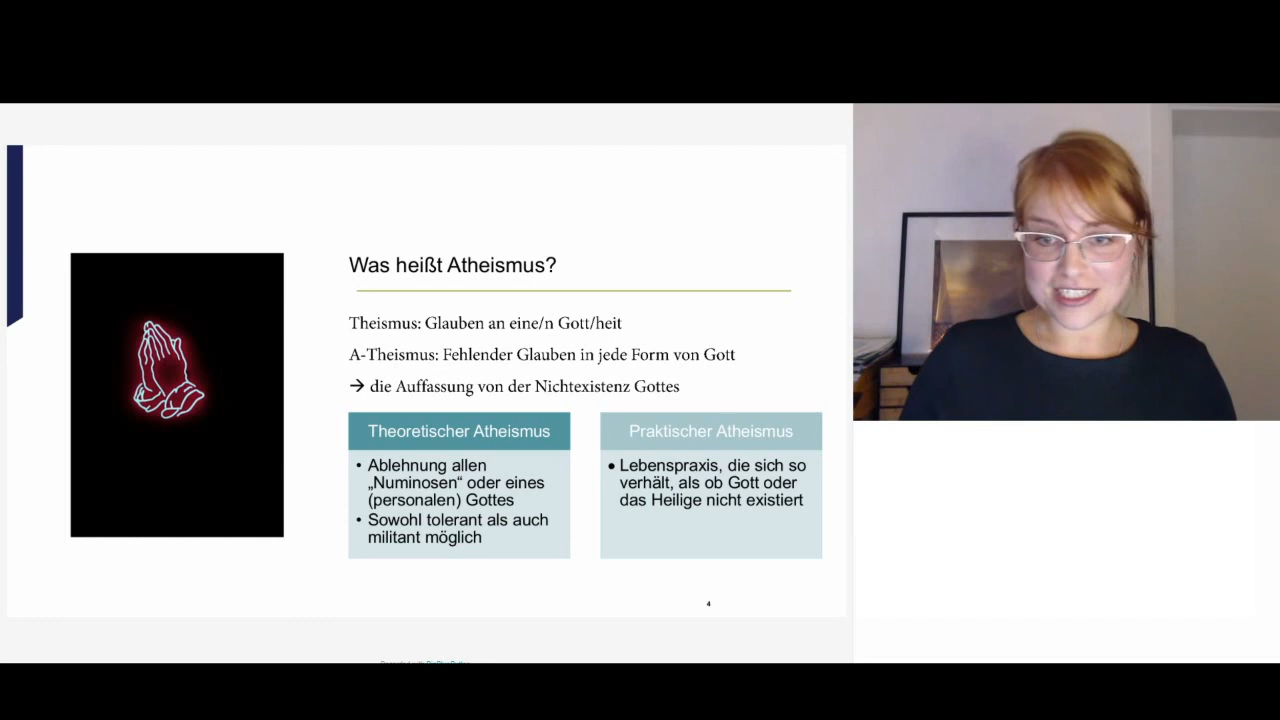 Was heißt Atheismus?
Theismus: Glauben an eine/n Gott/heit
A-Theismus: Fehlender Glauben in jede Form von Gott
→ die Auffassung von der Nichtexistenz Gottes
Theoretischer Atheismus
• Ablehnung allen
„Numinosen“ oder eines
(personalen) Gottes
• Sowohl tolerant als auch
militant möglich
Praktischer Atheismus
• Lebenspraxis, die sich so
verhält, als ob Gott oder
das Heilige nicht existiert
4